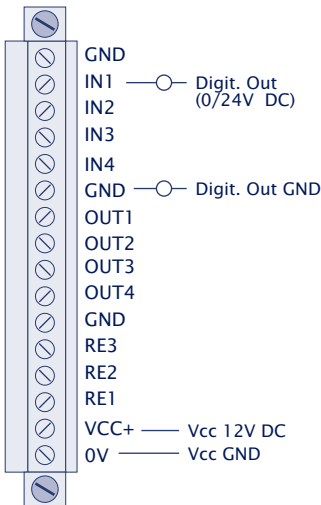 GND
IN1 Digit. Out
(0/24V DC)
IN2
IN3
IN4
GND Digit. Out GND
OUT1
OUT2
OUT3
OUT4
GND
RE3
RE2
RE1
VCC+ Vcc 12V DC
0V Vcc GND